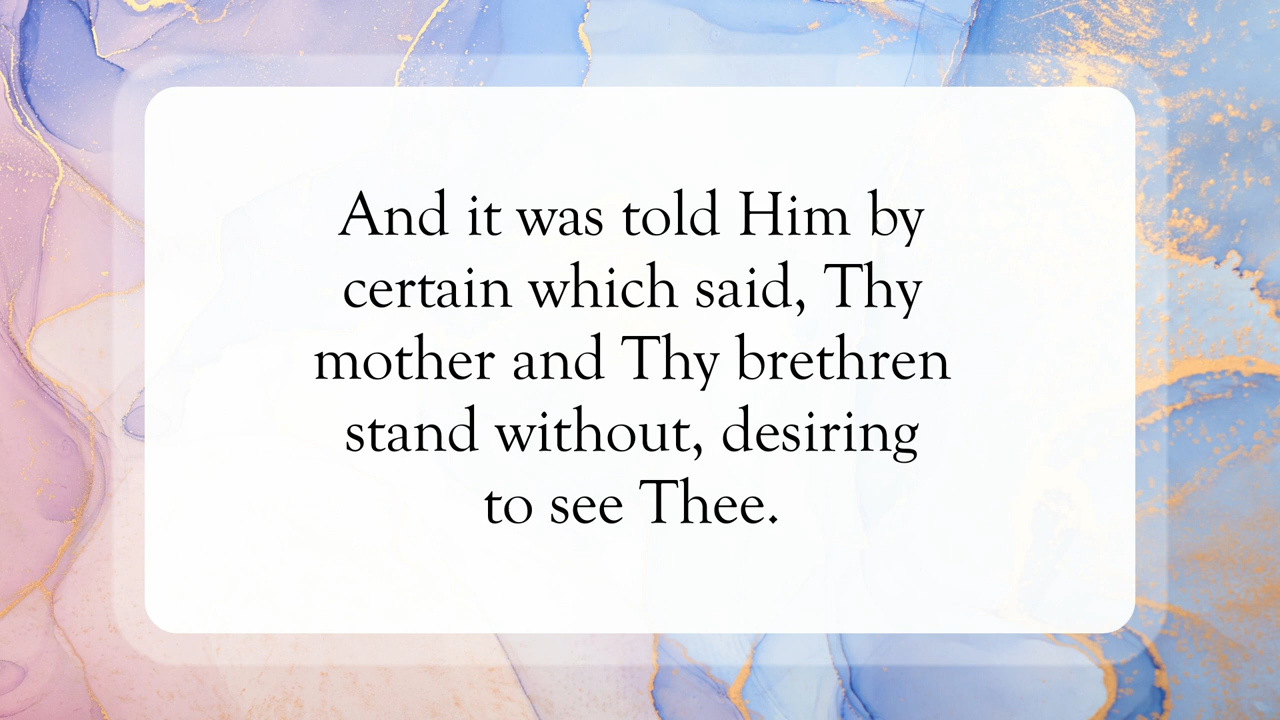 And it was told Him by
certain which said, Thy
mother and Thy brethren
stand without, desiring
to see Thee.